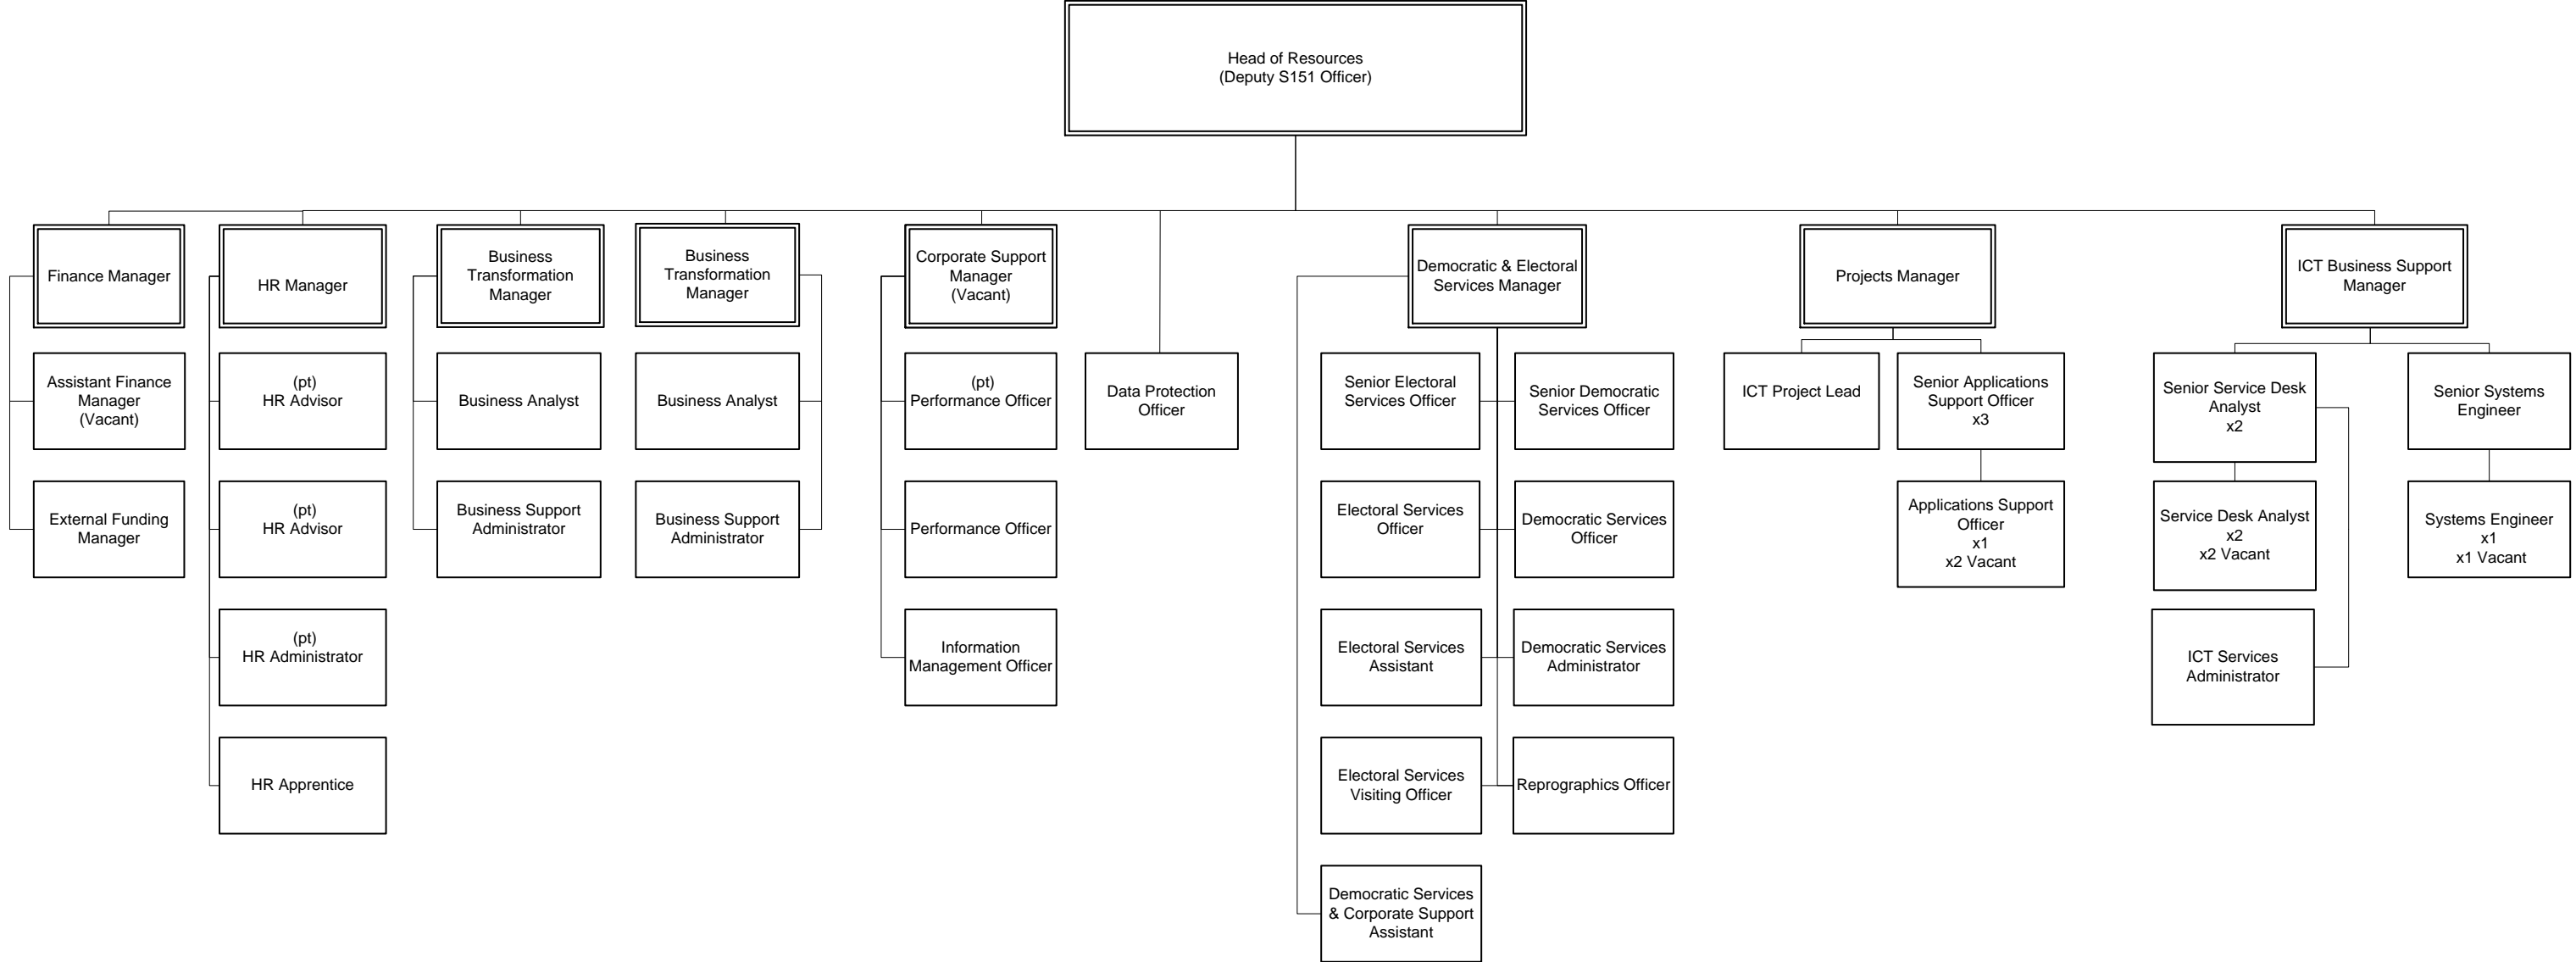 Head of Resources
(Deputy S151 Officer)
Finance Manager
HR Manager
Business
Transformation
Manager
Business
Transformation
Manager
Corporate Support
Manager
(Vacant)
Democratic & Electoral
Services Manager
Projects Manager
ICT Business Support
Manager
Assistant Finance
Manager
(Vacant)
(pt)
HR Advisor
Business Analyst
Business Analyst
(pt)
Performance Officer
Data Protection
Officer
Senior Electoral
Services Officer
Senior Democratic
Services Officer
ICT Project Lead
Senior Applications
Support Officer
x3
Senior Service Desk
Analyst
x2
Senior Systems
Engineer
External Funding
Manager
(pt)
HR Advisor
Business Support
Administrator
Business Support
Administrator
Performance Officer
Electoral Services
Officer
Democratic Services
Officer
Applications Support
Officer
x1
x2 Vacant
Service Desk Analyst
x2
x2 Vacant
Systems Engineer
x1
x1 Vacant
(pt)
HR Administrator
Information
Management Officer
Electoral Services
Assistant
Democratic Services
Administrator
ICT Services
Administrator
HR Apprentice
Electoral Services
Visiting Officer
Reprographics Officer
Democratic Services
& Corporate Support
Assistant